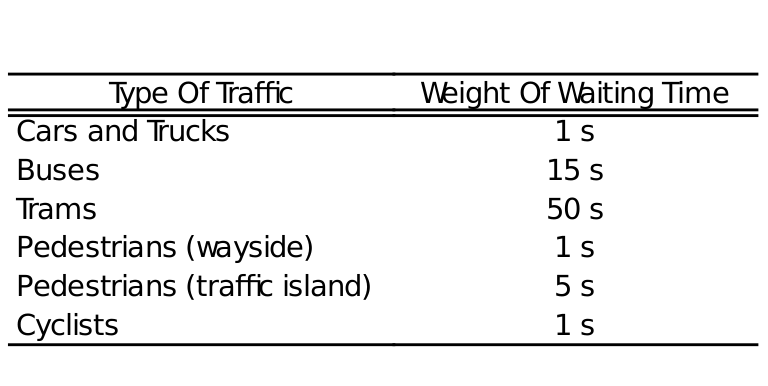 Type Of Traffic Weight Of Waiting Time
Cars and Trucks 1 s
Buses 15 s
Trams 50 s
Pedestrians (wayside) 1 s
Pedestrians (traffic island) 5 s
Cyclists 1 s